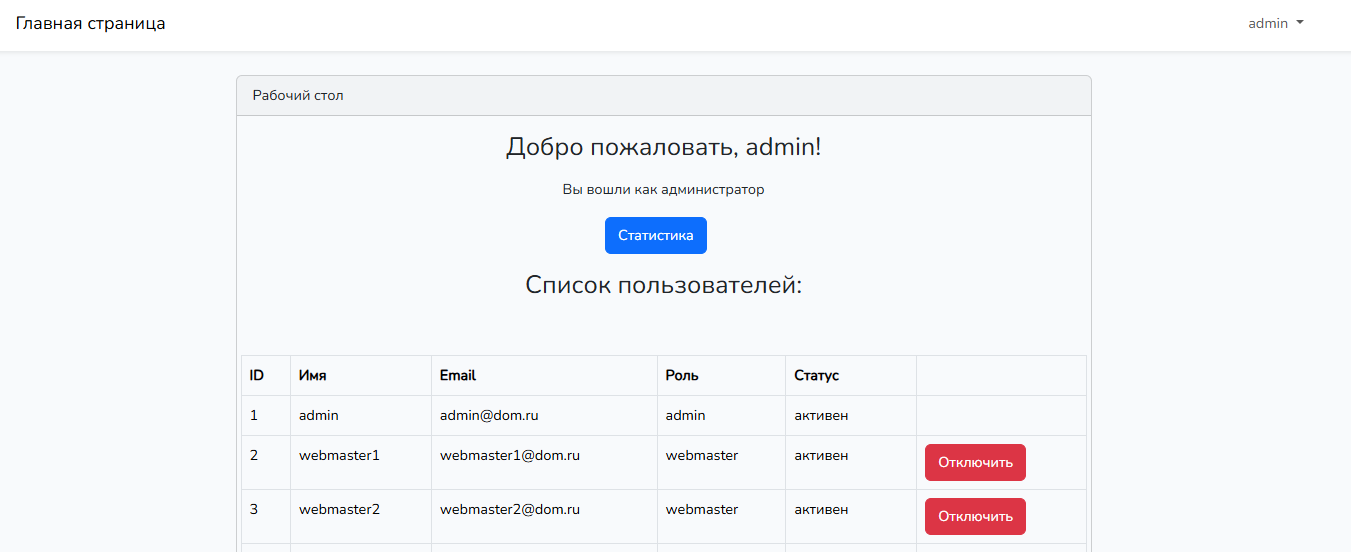 Главная страница admin
Рабочий стол
Добро пожаловать, admin!
Вы вошли как администратор
Статистика
Список пользователей:
ID Имя Email Роль Статус
1 admin admin@dom.ru admin активен
2 webmaster1 webmaster1@dom.ru webmaster активен Отключить
3 webmaster2 webmaster2@dom.ru webmaster активен Отключить